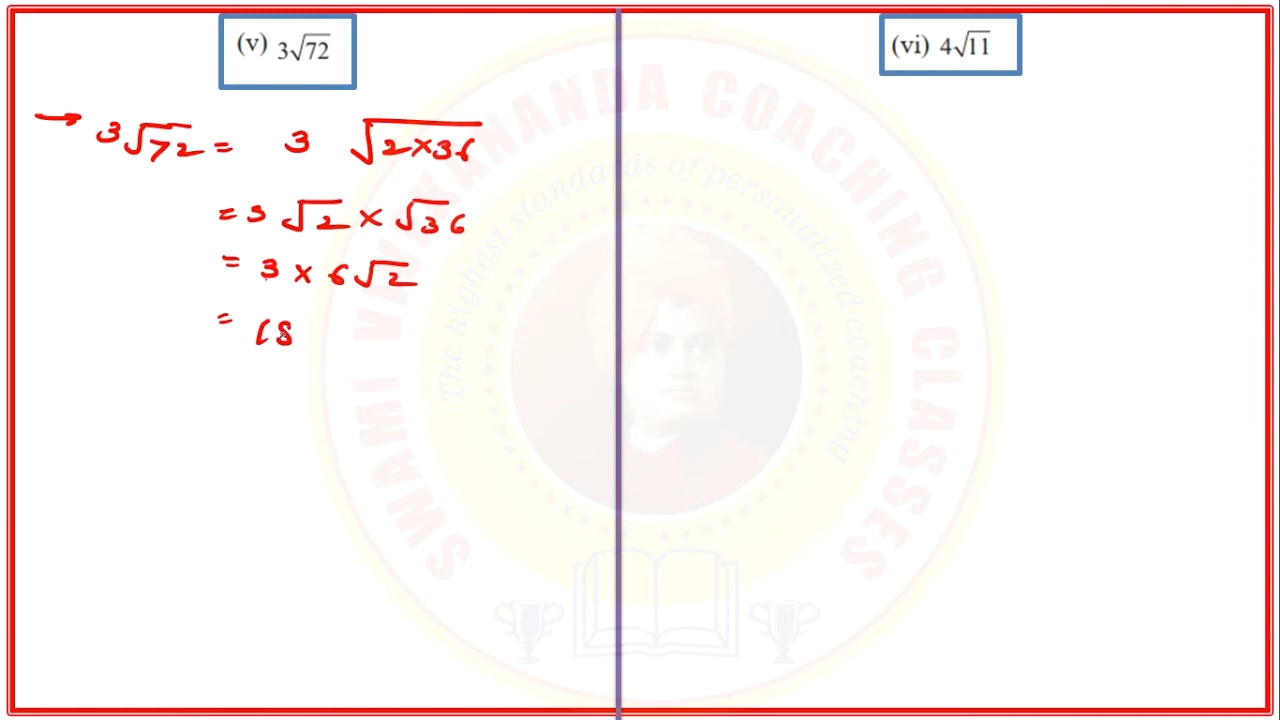 (v) 3√72
3√72 = 3 √2×36
= 3 √2 × √36
= 3 × 6√2
= 18
(vi) 4√11
SWAMI VIVEKANANDA COACHING CLASSES
The highest standards of personalized coaching